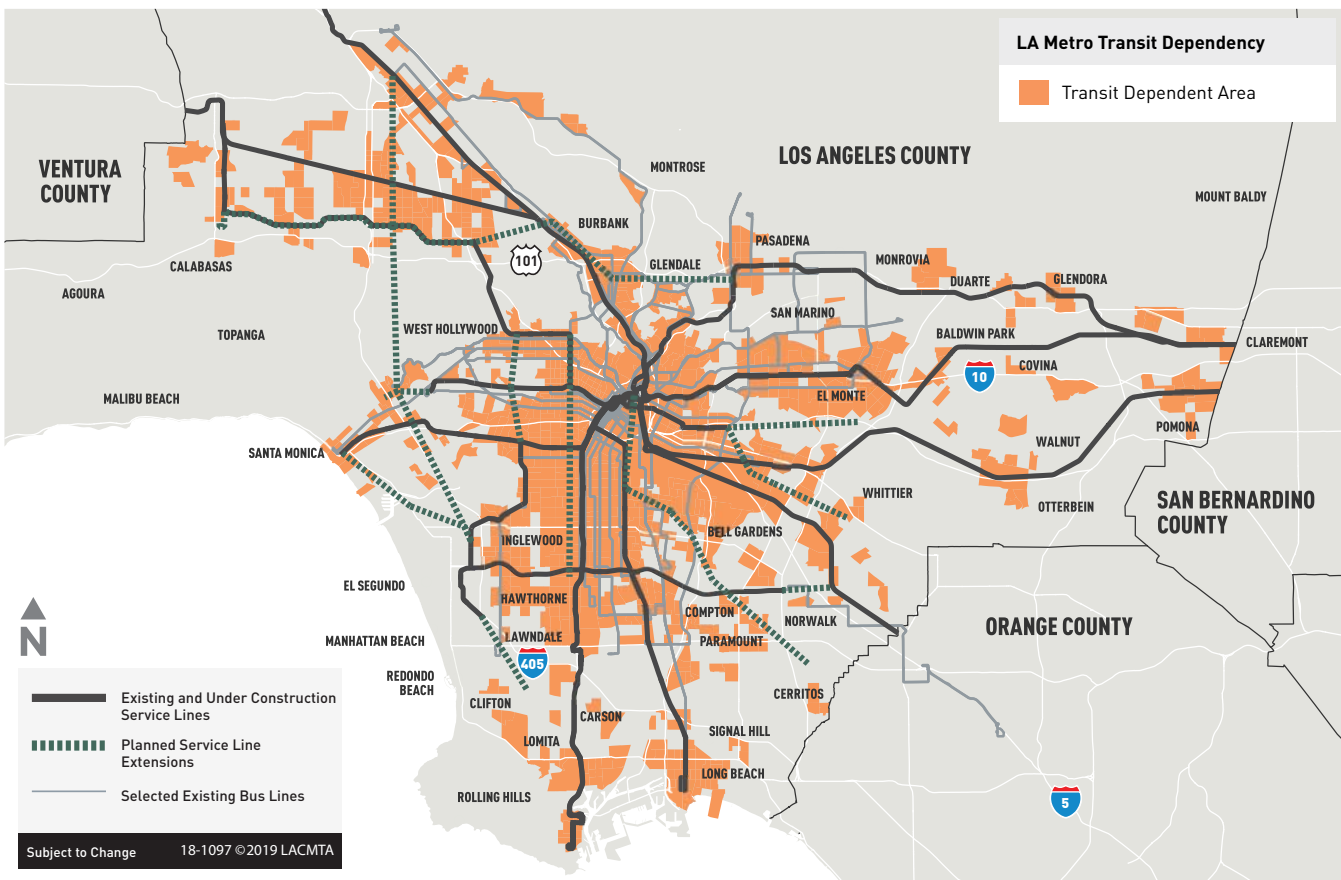 LA Metro Transit Dependency
Transit Dependent Area
VENTURA
COUNTY
LOS ANGELES COUNTY
MONTROSE
MOUNT BALDY
BURBANK
PASADENA
CALABASAS
101
GLENDALE
MONROVIA
DUARTE
GLENDORA
AGOURA
TOPANGA
WEST HOLLYWOOD
SAN MARINO
BALDWIN PARK
CLAREMONT
10
COVINA
MALIBU BEACH
EL MONTE
SANTA MONICA
WALNUT
POMONA
WHITTIER
OTTERBEIN
SAN BERNARDINO
COUNTY
INGLEWOOD
BELL GARDENS
EL SEGUNDO
HAWTHORNE
COMPTON
NORWALK
ORANGE COUNTY
N
MANHATTAN BEACH
LAWNDALE
PARAMOUNT
405
REDONDO
BEACH
CLIFTON
CERRITOS
CARSON
LOMITA
SIGNAL HILL
LONG BEACH
ROLLING HILLS
5
Existing and Under Construction
Service Lines
Planned Service Line
Extensions
Selected Existing Bus Lines
Subject to Change 18-1097 ©2019 LACMTA